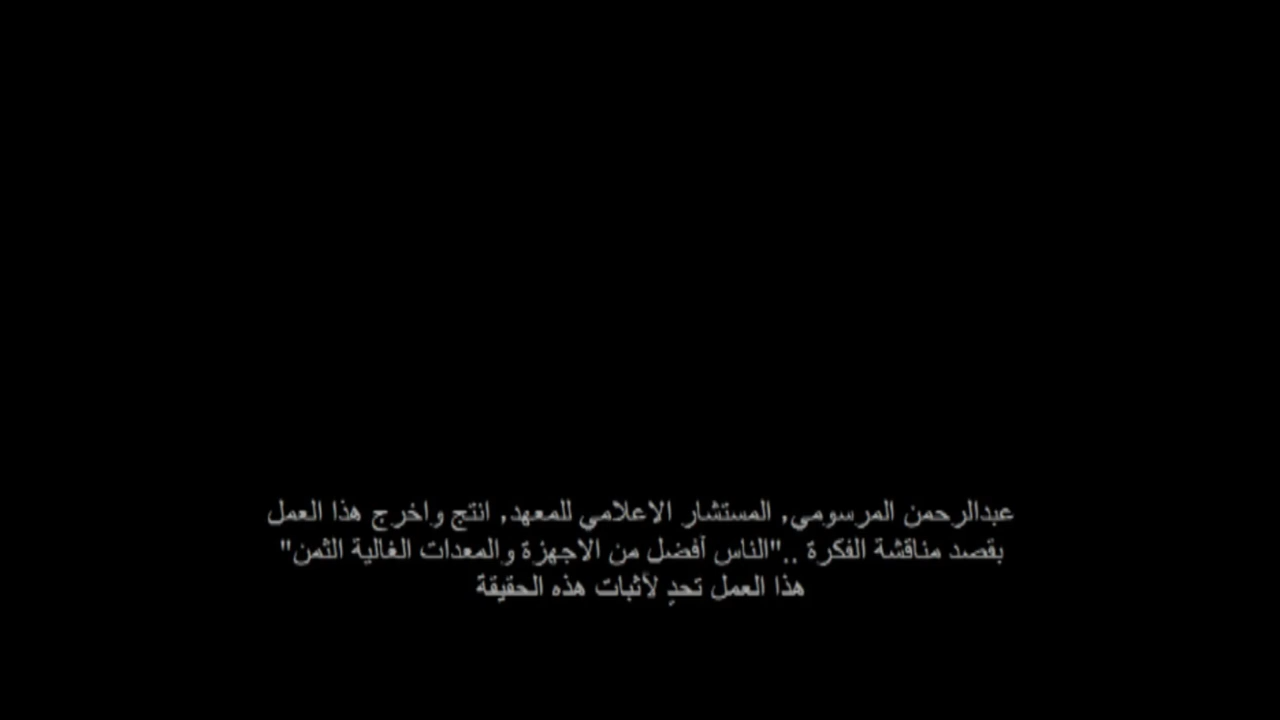 عبدالرحمن المرسومي, المستشار الاعلامي للمعهد, انتج واخرج هذا العمل
بقصد مناقشة الفكرة .."الناس أفضل من الاجهزة والمعدات الغالية الثمن"
هذا العمل تحدٍ لأثبات هذه الحقيقة